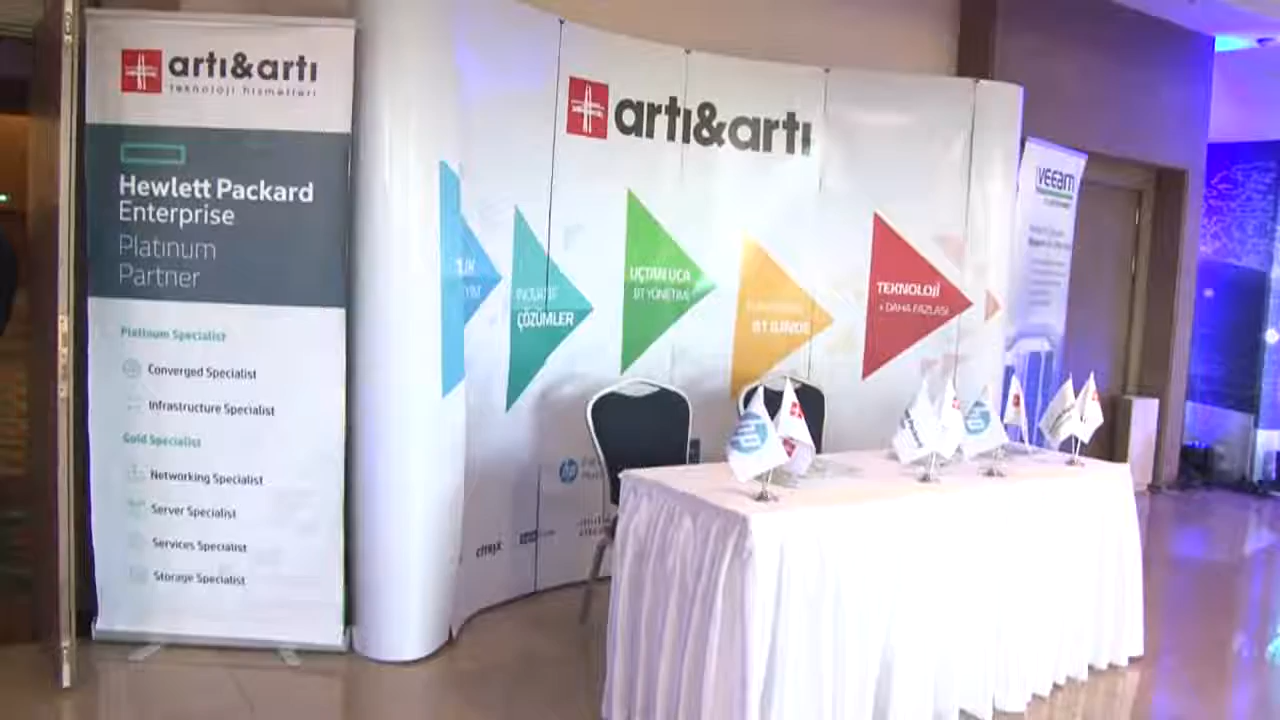 artı&artı
teknoloji hizmetleri
Hewlett Packard
Enterprise
Platinum
Partner
Platinum Specialist
Converged Specialist
Infrastructure Specialist
Gold Specialist
Networking Specialist
Server Specialist
Services Specialist
Storage Specialist
artı&artı
ÇÖZÜMLER
UÇTAN UCA
BT YÖNETİMİ
TEKNOLOJİ
+ DAHA FAZLASI
hp
citrix
veeam